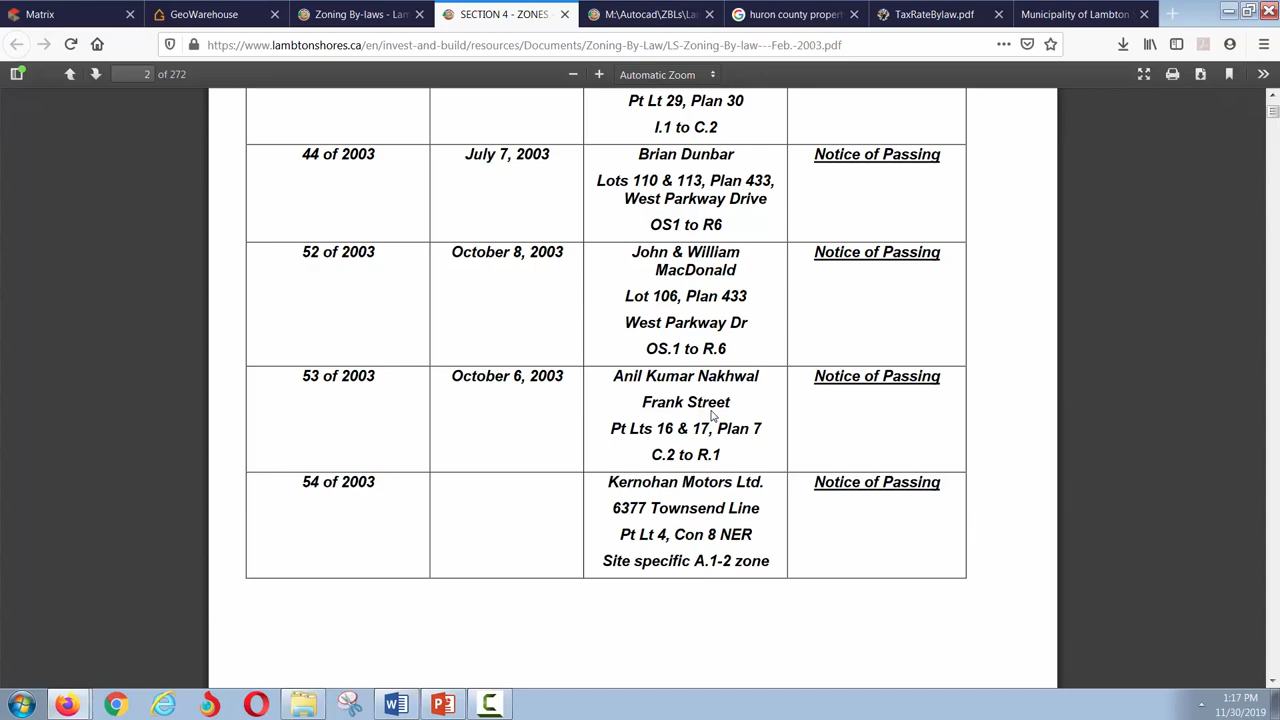 Matrix
GeoWarehouse
Zoning By-laws - Lam
SECTION 4 - ZONES
M:\Autocad\ZBLs\La
huron county propert
TaxRateBylaw.pdf
Municipality of Lambton
https://www.lambtonshores.ca/en/invest-and-build/resources/Documents/Zoning-By-Law/LS-Zoning-By-law---Feb.-2003.pdf
2 of 272
Automatic Zoom
Pt Lt 29, Plan 30
I.1 to C.2
44 of 2003
July 7, 2003
Brian Dunbar
Lots 110 & 113, Plan 433,
West Parkway Drive
OS1 to R6
Notice of Passing
52 of 2003
October 8, 2003
John & William
MacDonald
Lot 106, Plan 433
West Parkway Dr
OS.1 to R.6
Notice of Passing
53 of 2003
October 6, 2003
Anil Kumar Nakhwal
Frank Street
Pt Lts 16 & 17, Plan 7
C.2 to R.1
Notice of Passing
54 of 2003
Kernohan Motors Ltd.
6377 Townsend Line
Pt Lt 4, Con 8 NER
Site specific A.1-2 zone
Notice of Passing
1:17 PM
11/30/2019